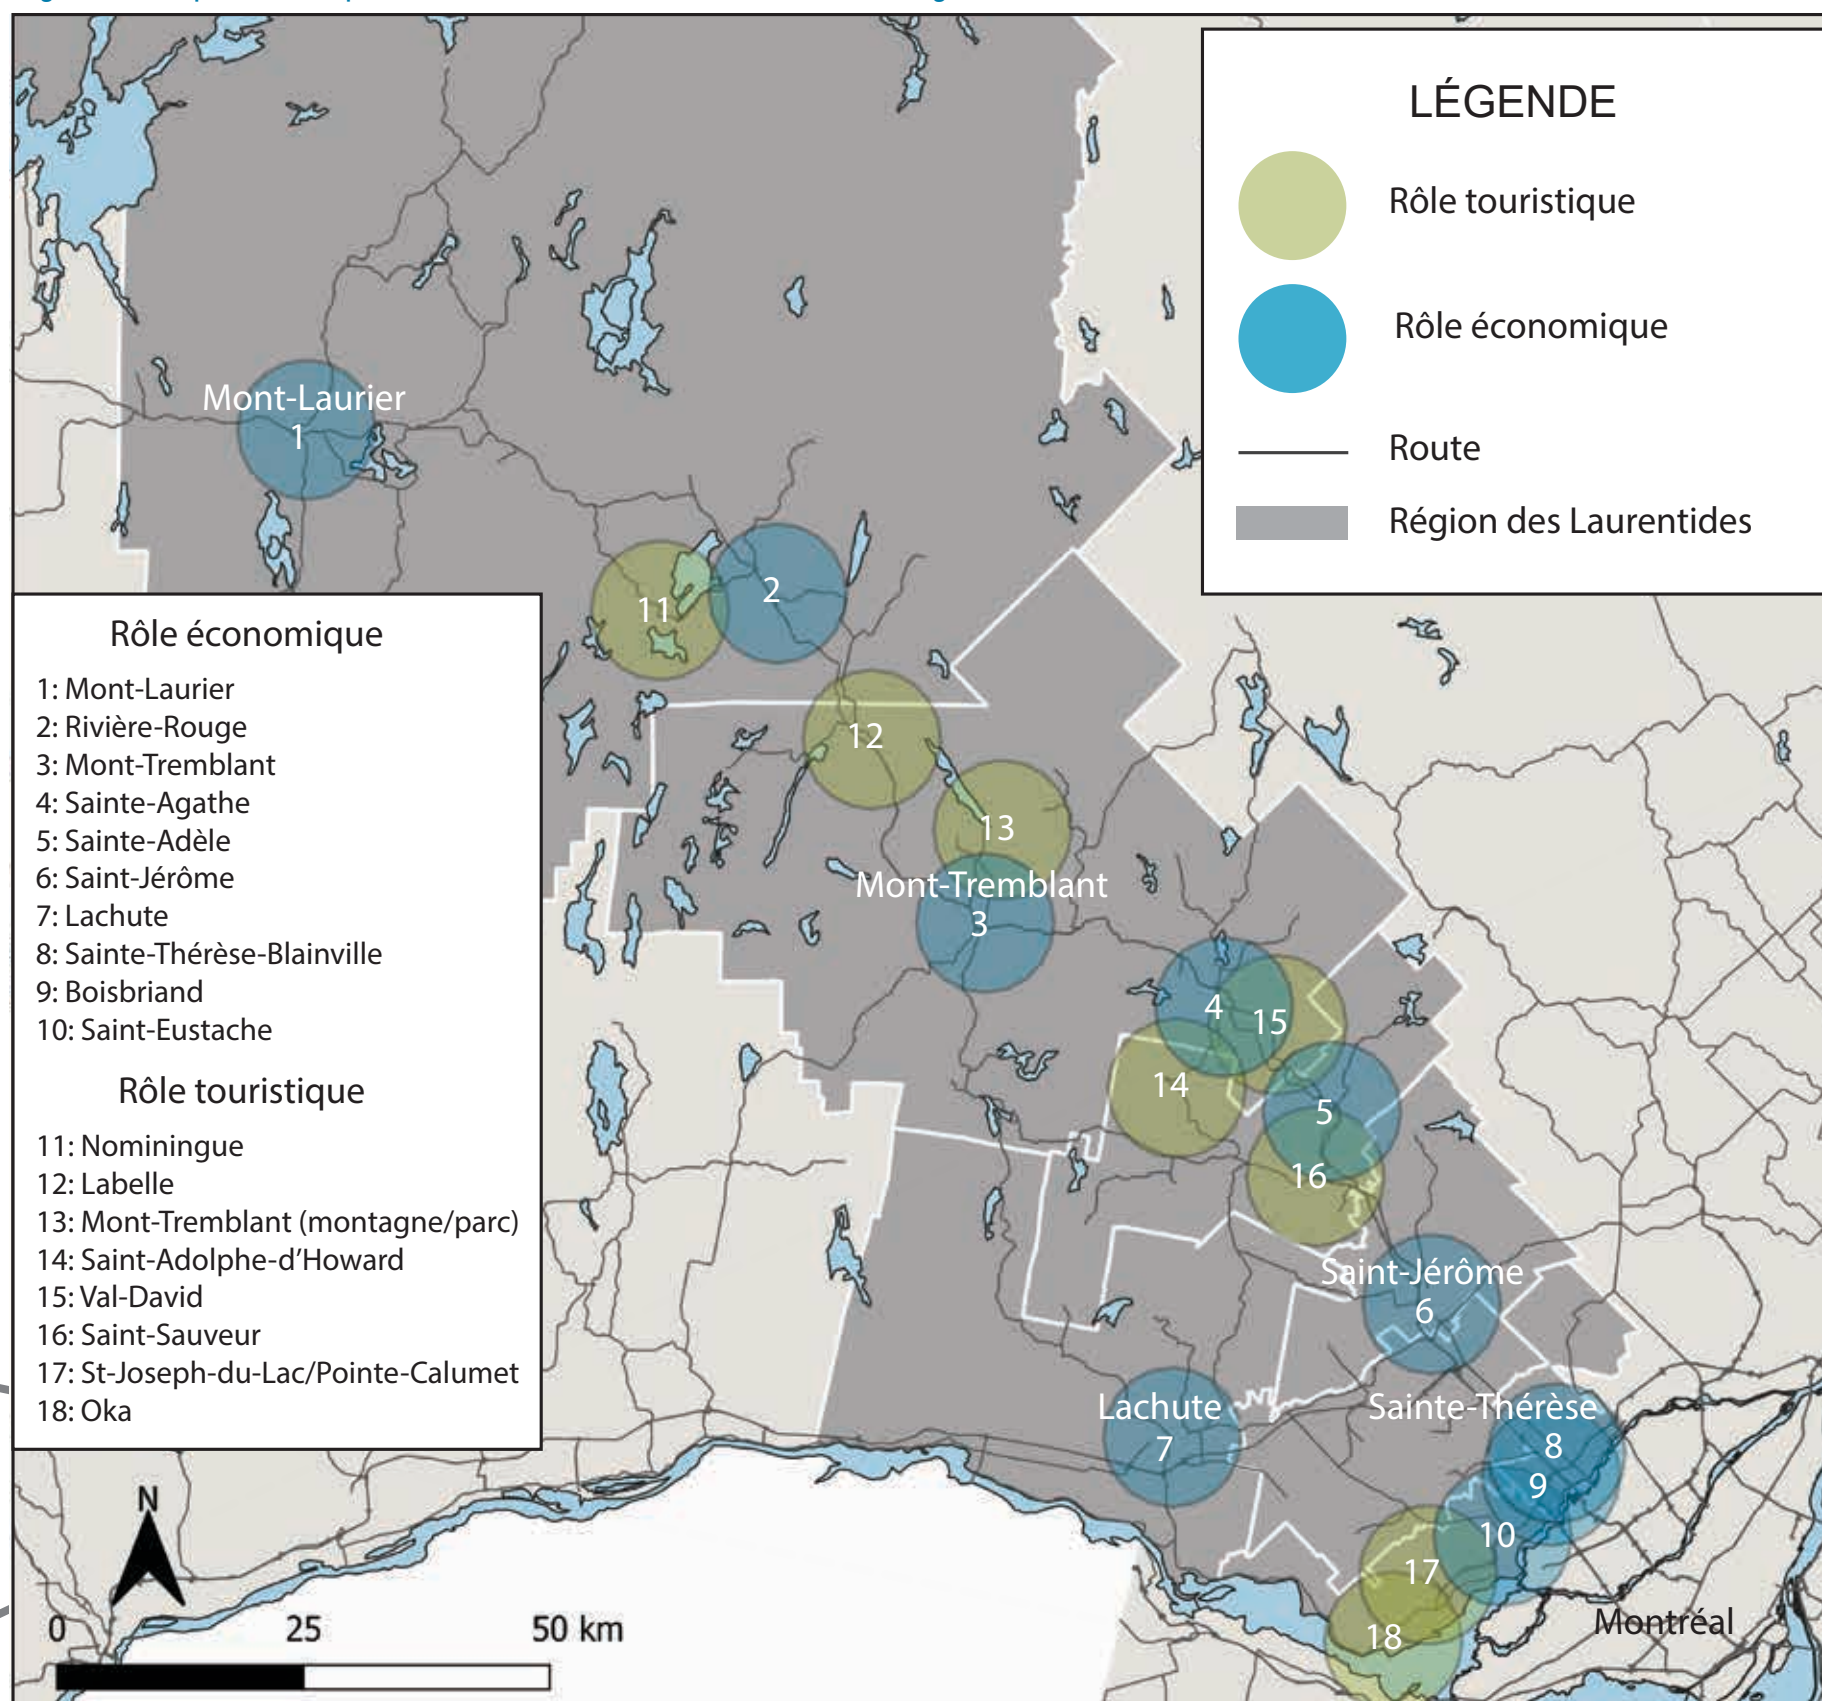 LÉGENDE
Rôle touristique
Rôle économique
Route
Région des Laurentides
Mont-Laurier
1
2
11
12
13
Mont-Tremblant
3
4
15
14
5
16
Saint-Jérôme
6
Lachute
7
Sainte-Thérèse
8
9
10
17
18
Montréal
Rôle économique
1: Mont-Laurier
2: Rivière-Rouge
3: Mont-Tremblant
4: Sainte-Agathe
5: Sainte-Adèle
6: Saint-Jérôme
7: Lachute
8: Sainte-Thérèse-Blainville
9: Boisbriand
10: Saint-Eustache
Rôle touristique
11: Nominingue
12: Labelle
13: Mont-Tremblant (montagne/parc)
14: Saint-Adolphe-d'Howard
15: Val-David
16: Saint-Sauveur
17: St-Joseph-du-Lac/Pointe-Calumet
18: Oka
N
0 25 50 km